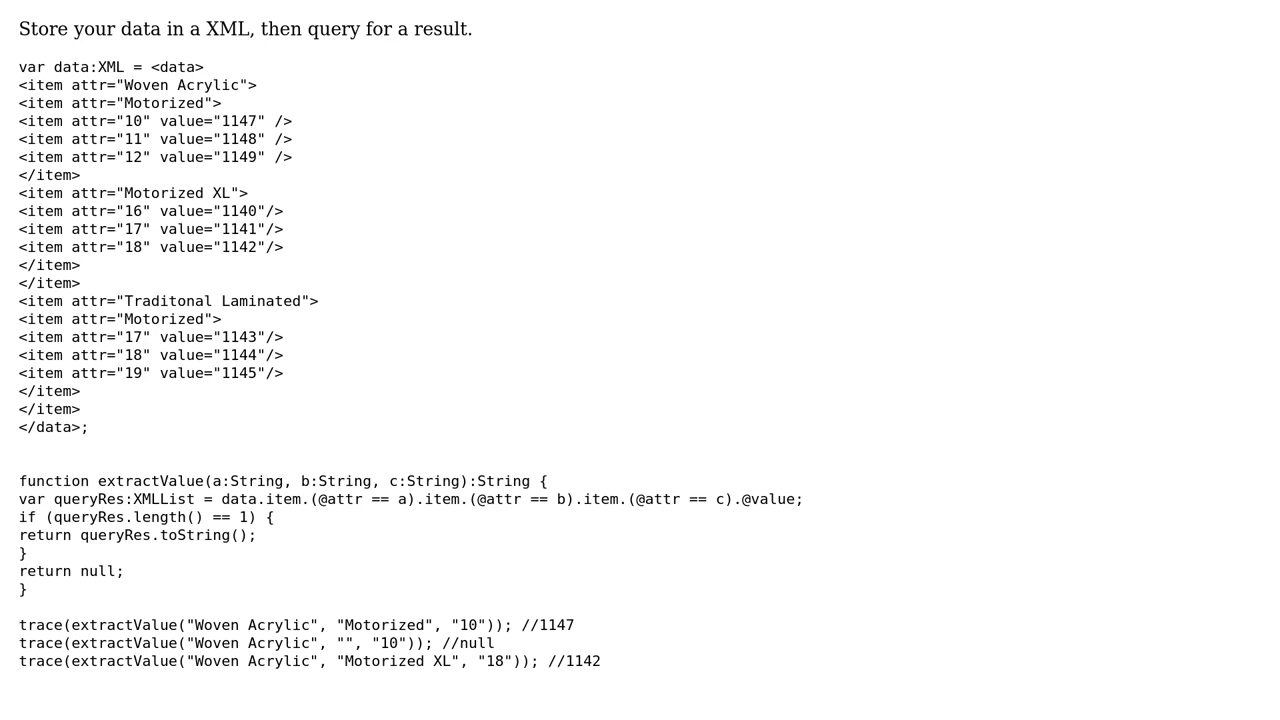 Store your data in a XML, then query for a result.
var data:XML = <data>
<item attr="Woven Acrylic">
<item attr="Motorized">
<item attr="10" value="1147" />
<item attr="11" value="1148" />
<item attr="12" value="1149" />
</item>
<item attr="Motorized XL">
<item attr="16" value="1140"/>
<item attr="17" value="1141"/>
<item attr="18" value="1142"/>
</item>
</item>
<item attr="Traditonal Laminated">
<item attr="Motorized">
<item attr="17" value="1143"/>
<item attr="18" value="1144"/>
<item attr="19" value="1145"/>
</item>
</item>
</data>;
function extractValue(a:String, b:String, c:String):String {
var queryRes:XMLList = data.item.(@attr == a).item.(@attr == b).item.(@attr == c).@value;
if (queryRes.length() == 1) {
return queryRes.toString();
}
return null;
}
trace(extractValue("Woven Acrylic", "Motorized", "10")); //1147
trace(extractValue("Woven Acrylic", "", "10")); //null
trace(extractValue("Woven Acrylic", "Motorized XL", "18")); //1142